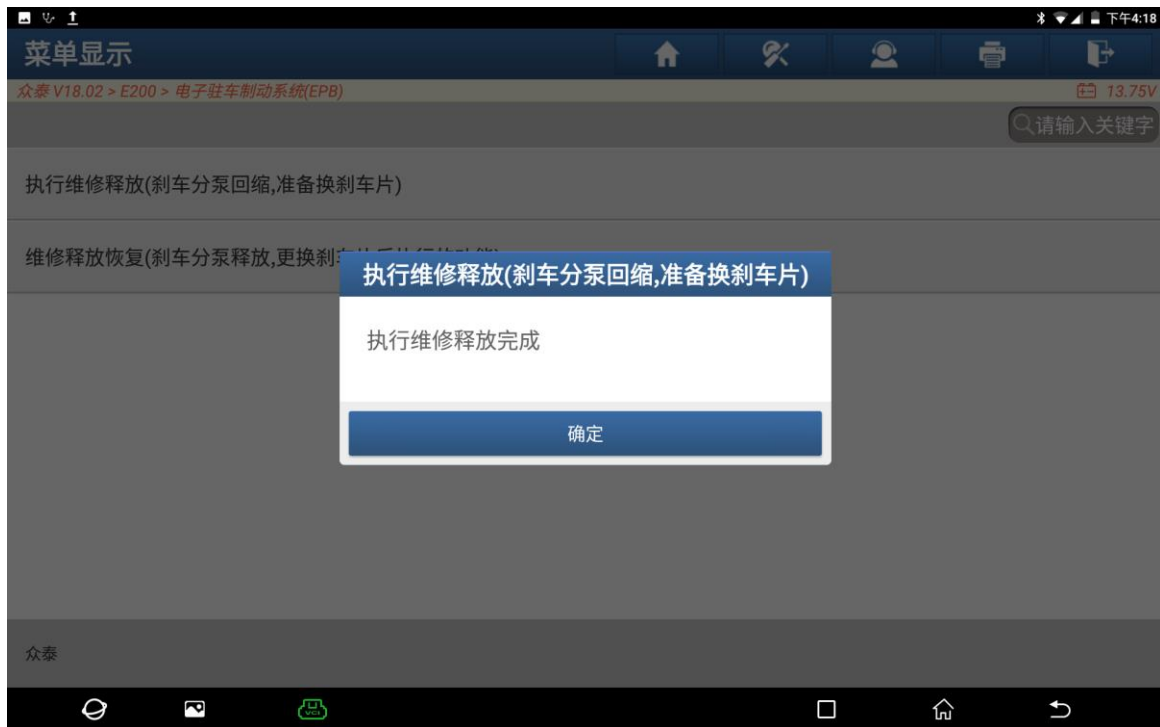 下午4:18
菜单显示
众泰 V18.02 > E200 > 电子驻车制动系统(EPB)
13.75V
请输入关键字
执行维修释放(刹车分泵回缩,准备换刹车片)
维修释放恢复(刹车分泵释放,更换刹
执行维修释放(刹车分泵回缩,准备换刹车片)
执行维修释放完成
确定
众泰
VCI